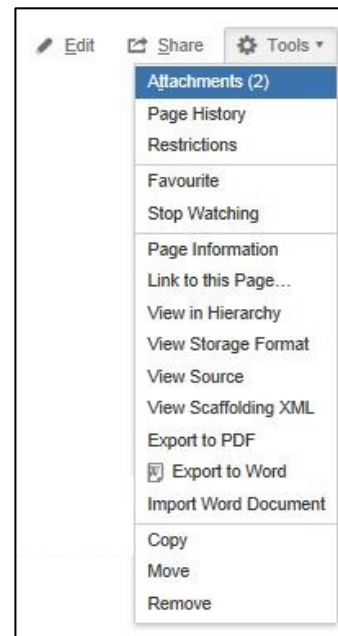 Edit Share Tools
Attachments (2)
Page History
Restrictions
Favourite
Stop Watching
Page Information
Link to this Page...
View in Hierarchy
View Storage Format
View Source
View Scaffolding XML
Export to PDF
Export to Word
Import Word Document
Copy
Move
Remove